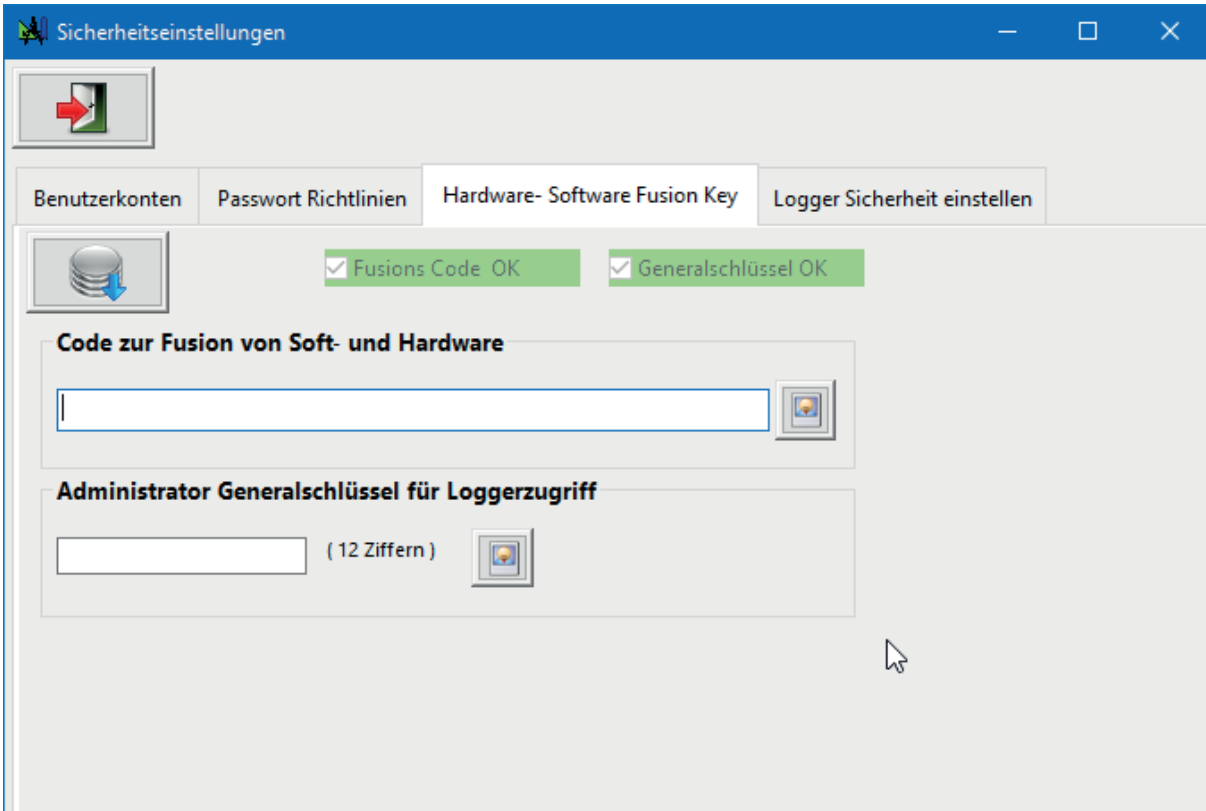 Sicherheitseinstellungen
Benutzerkonten Passwort Richtlinien Hardware- Software Fusion Key Logger Sicherheit einstellen
Fusions Code OK Generalschlüssel OK
Code zur Fusion von Soft- und Hardware
Administrator Generalschlüssel für Loggerzugriff
( 12 Ziffern )